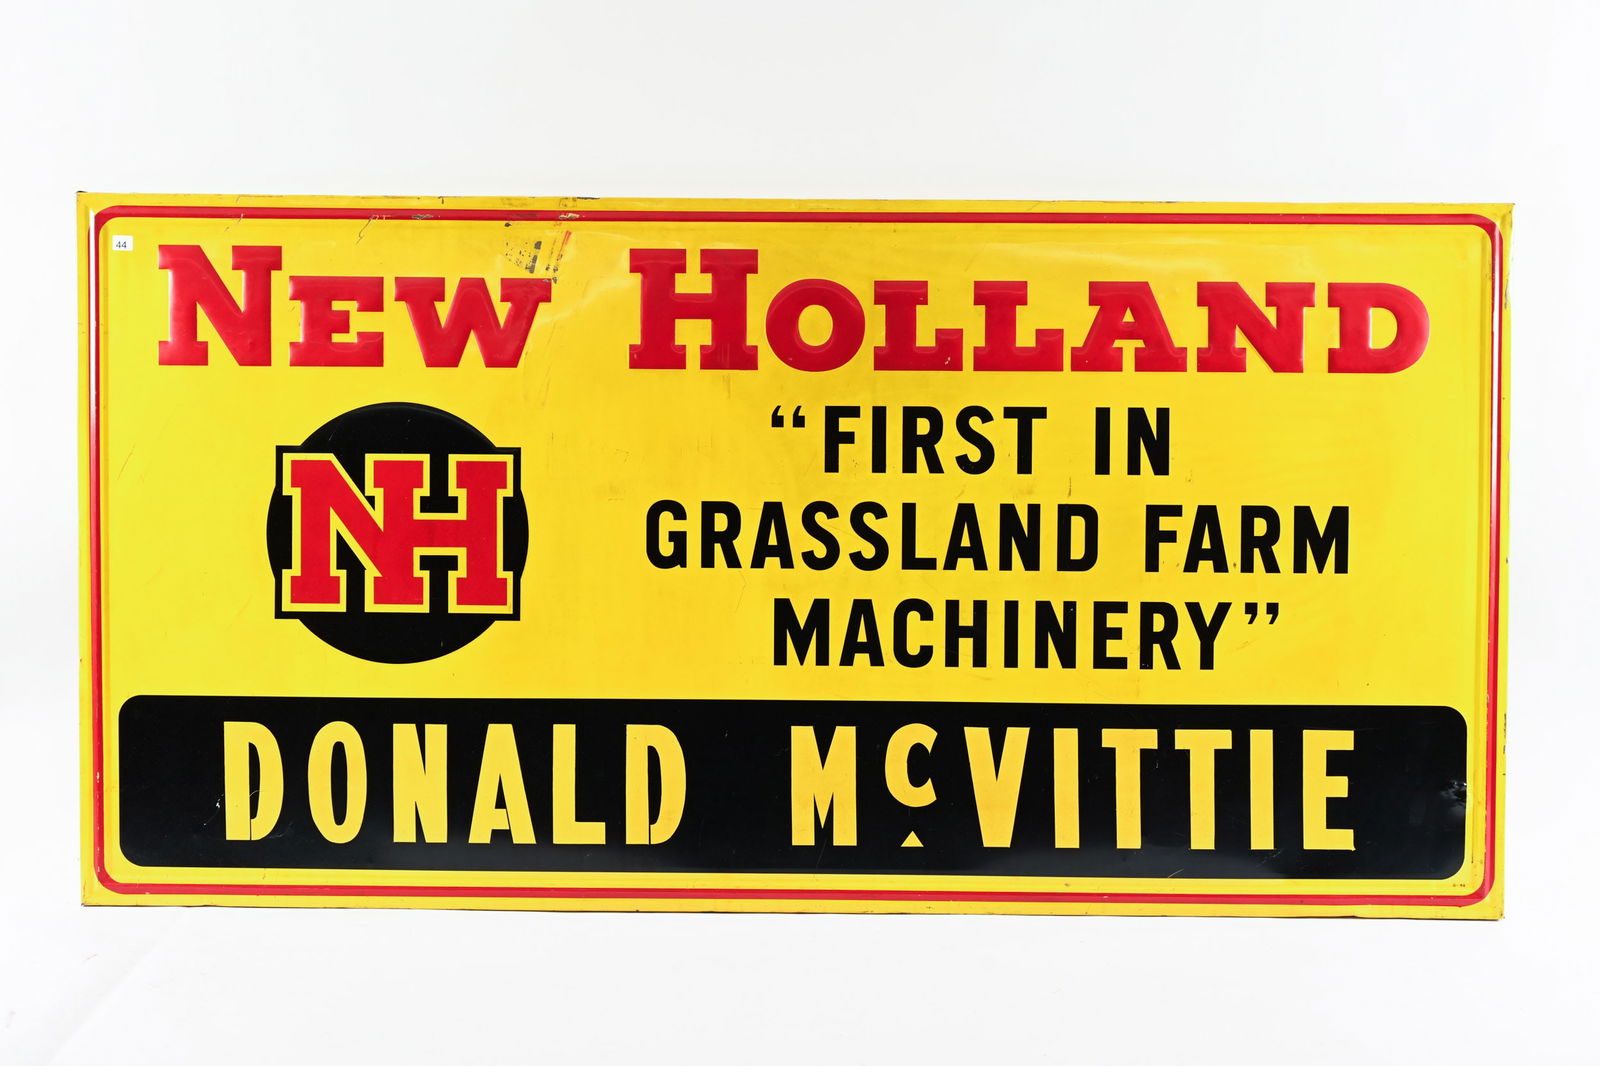 44
NEW HOLLAND
NH
“FIRST IN
GRASSLAND FARM
MACHINERY”
DONALD McVITTIE